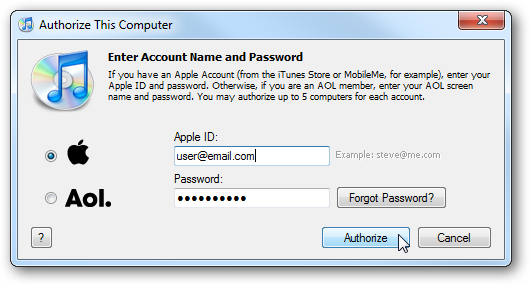 Authorize This Computer
Enter Account Name and Password
If you have an Apple Account (from the iTunes Store or MobileMe, for example), enter your
Apple ID and password. Otherwise, if you are an AOL member, enter your AOL screen
name and password. You may authorize up to 5 computers for each account.
Apple ID:
user@email.com Example: steve@me.com
Aol.
Password:
●●●●●●●●●● Forgot Password?
? Authorize Cancel